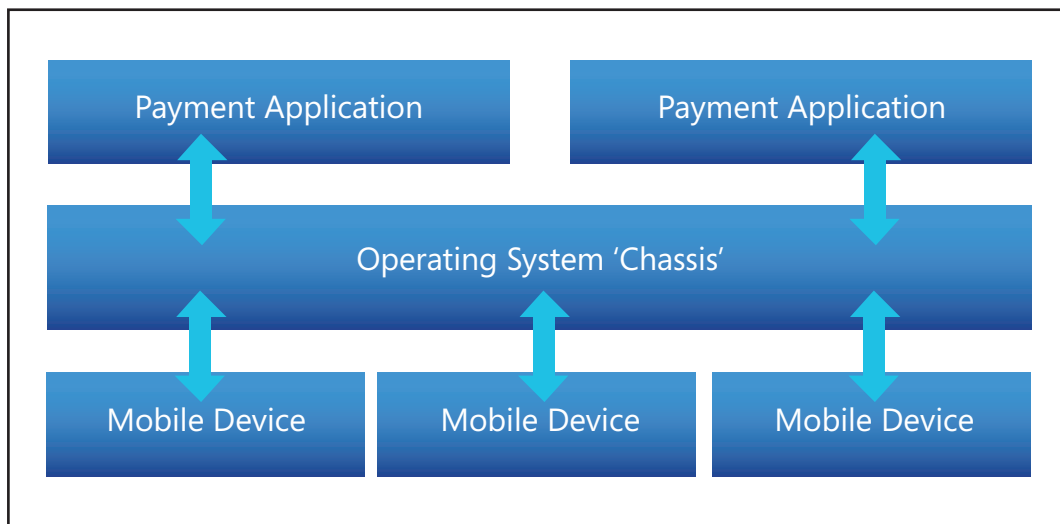 Payment Application
Payment Application
Operating System ‘Chassis’
Mobile Device
Mobile Device
Mobile Device